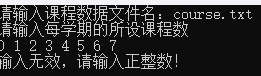 请输入课程数据文件名：course.txt
请输入每学期的所设课程数
0 1 2 3 4 5 6 7
输入无效，请输入正整数！